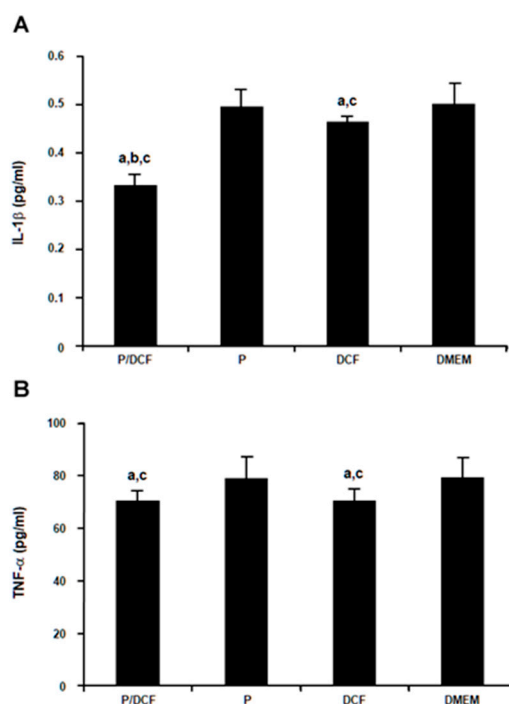 A
0.6
0.5
0.4
0.3
0.2
0.1
0
IL-1β (pg/ml)
a,b,c
a,c
P/DCF P DCF DMEM
B
100
80
60
40
20
0
TNF-α (pg/ml)
a,c
a,c
P/DCF P DCF DMEM